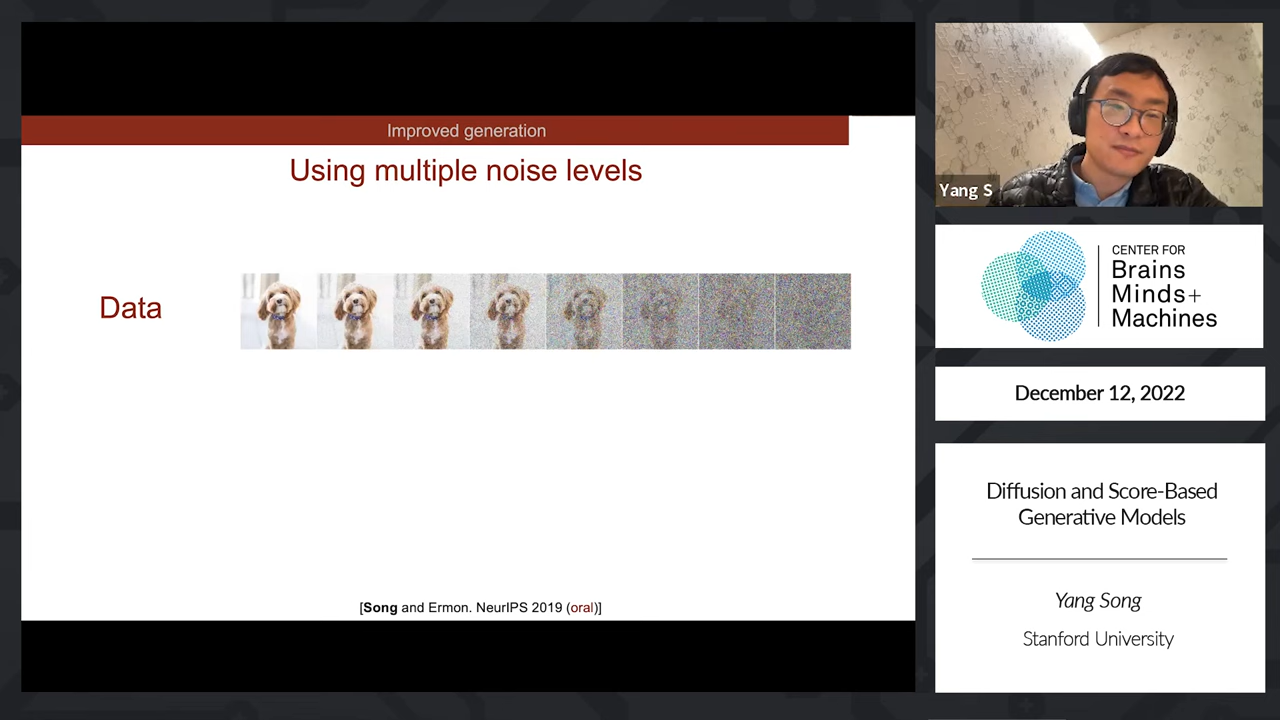 Improved generation
Using multiple noise levels
Data
[Song and Ermon. NeurIPS 2019 (oral)]
Yang S
CENTER FOR
Brains
Minds+
Machines
December 12, 2022
Diffusion and Score-Based
Generative Models
Yang Song
Stanford University